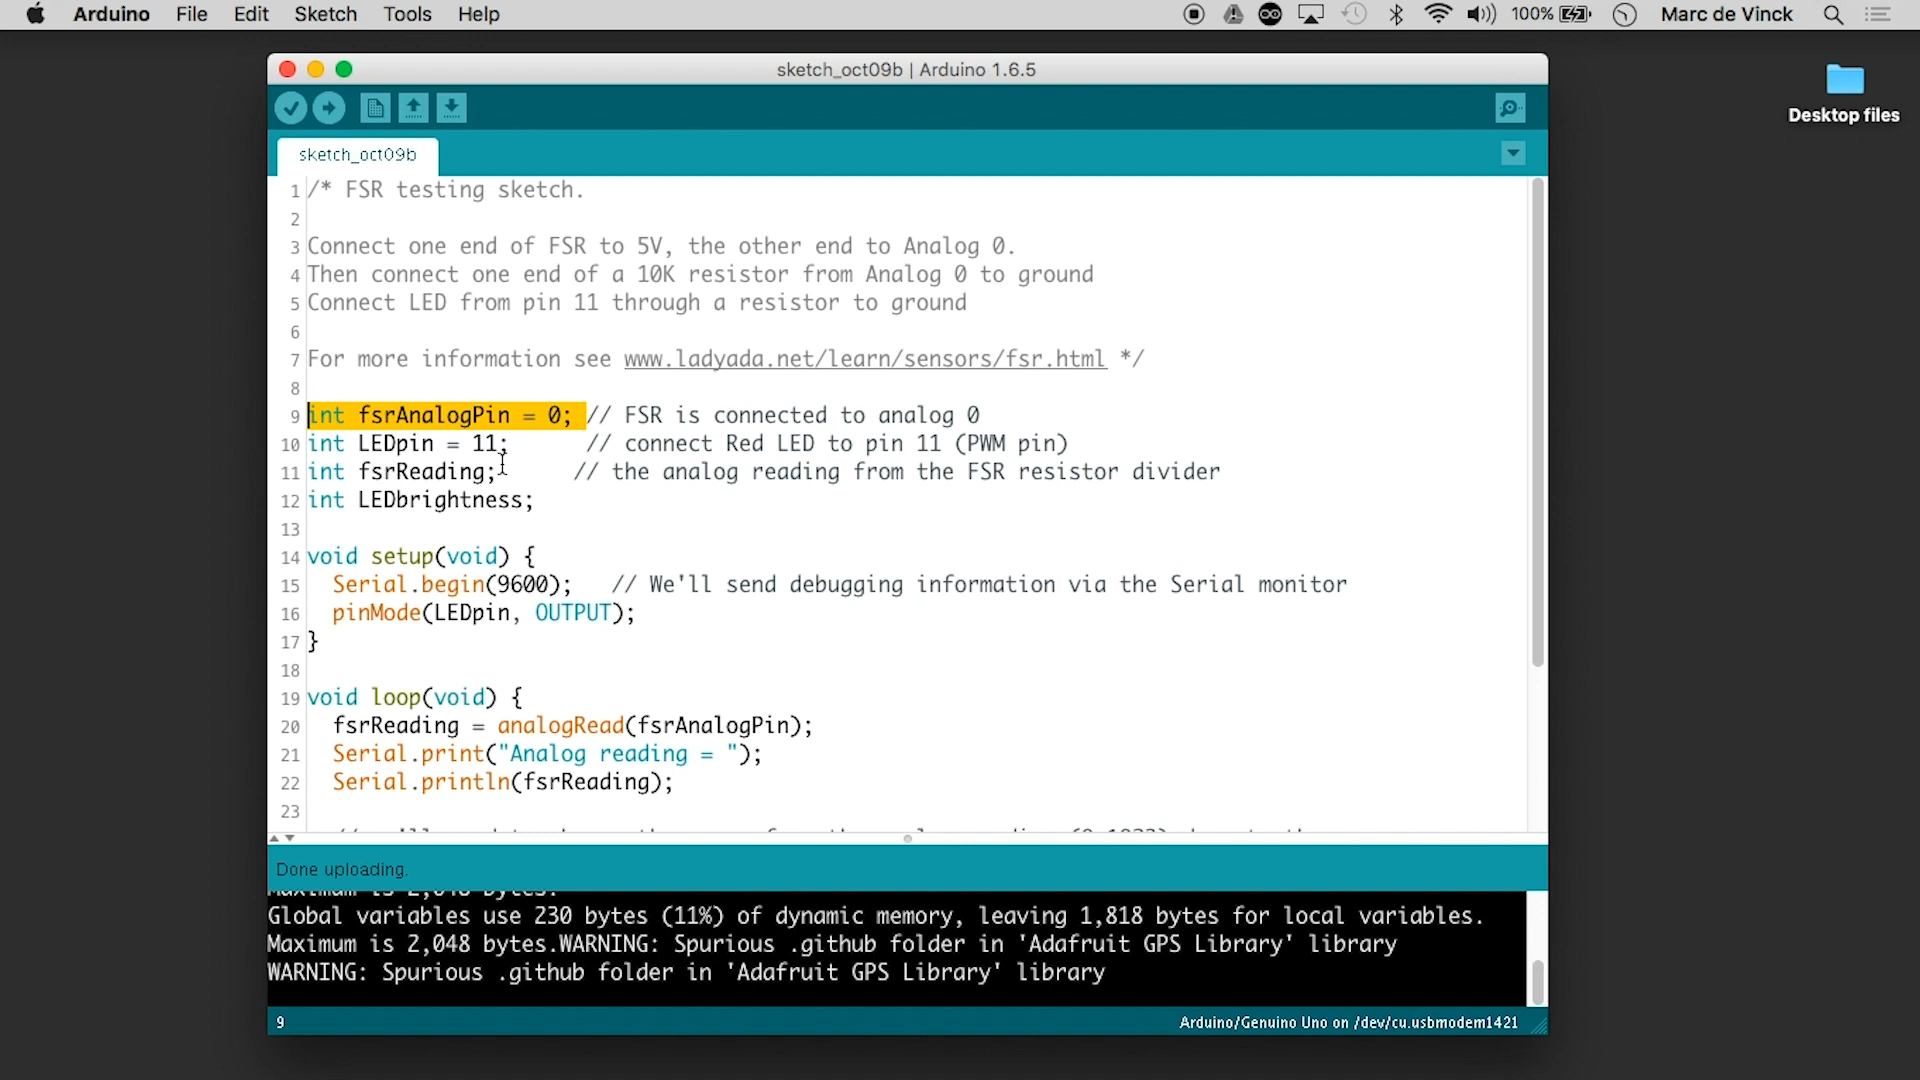 Arduino File Edit Sketch Tools Help 100% Marc de Vinck
Desktop files
sketch_oct09b | Arduino 1.6.5
sketch_oct09b
1 /* FSR testing sketch.
2
3 Connect one end of FSR to 5V, the other end to Analog 0.
4 Then connect one end of a 10K resistor from Analog 0 to ground
5 Connect LED from pin 11 through a resistor to ground
6
7 For more information see www.ladyada.net/learn/sensors/fsr.html */
8
9 int fsrAnalogPin = 0; // FSR is connected to analog 0
10 int LEDpin = 11;      // connect Red LED to pin 11 (PWM pin)
11 int fsrReading;      // the analog reading from the FSR resistor divider
12 int LEDbrightness;
13
14 void setup(void) {
15   Serial.begin(9600);   // We'll send debugging information via the Serial monitor
16   pinMode(LEDpin, OUTPUT);
17 }
18
19 void loop(void) {
20   fsrReading = analogRead(fsrAnalogPin);
21   Serial.print("Analog reading = ");
22   Serial.println(fsrReading);
23
Done uploading.
Maximum is 2,048 bytes.
Global variables use 230 bytes (11%) of dynamic memory, leaving 1,818 bytes for local variables.
Maximum is 2,048 bytes.WARNING: Spurious .github folder in 'Adafruit GPS Library' library
WARNING: Spurious .github folder in 'Adafruit GPS Library' library
9 Arduino/Genuino Uno on /dev/cu.usbmodem1421